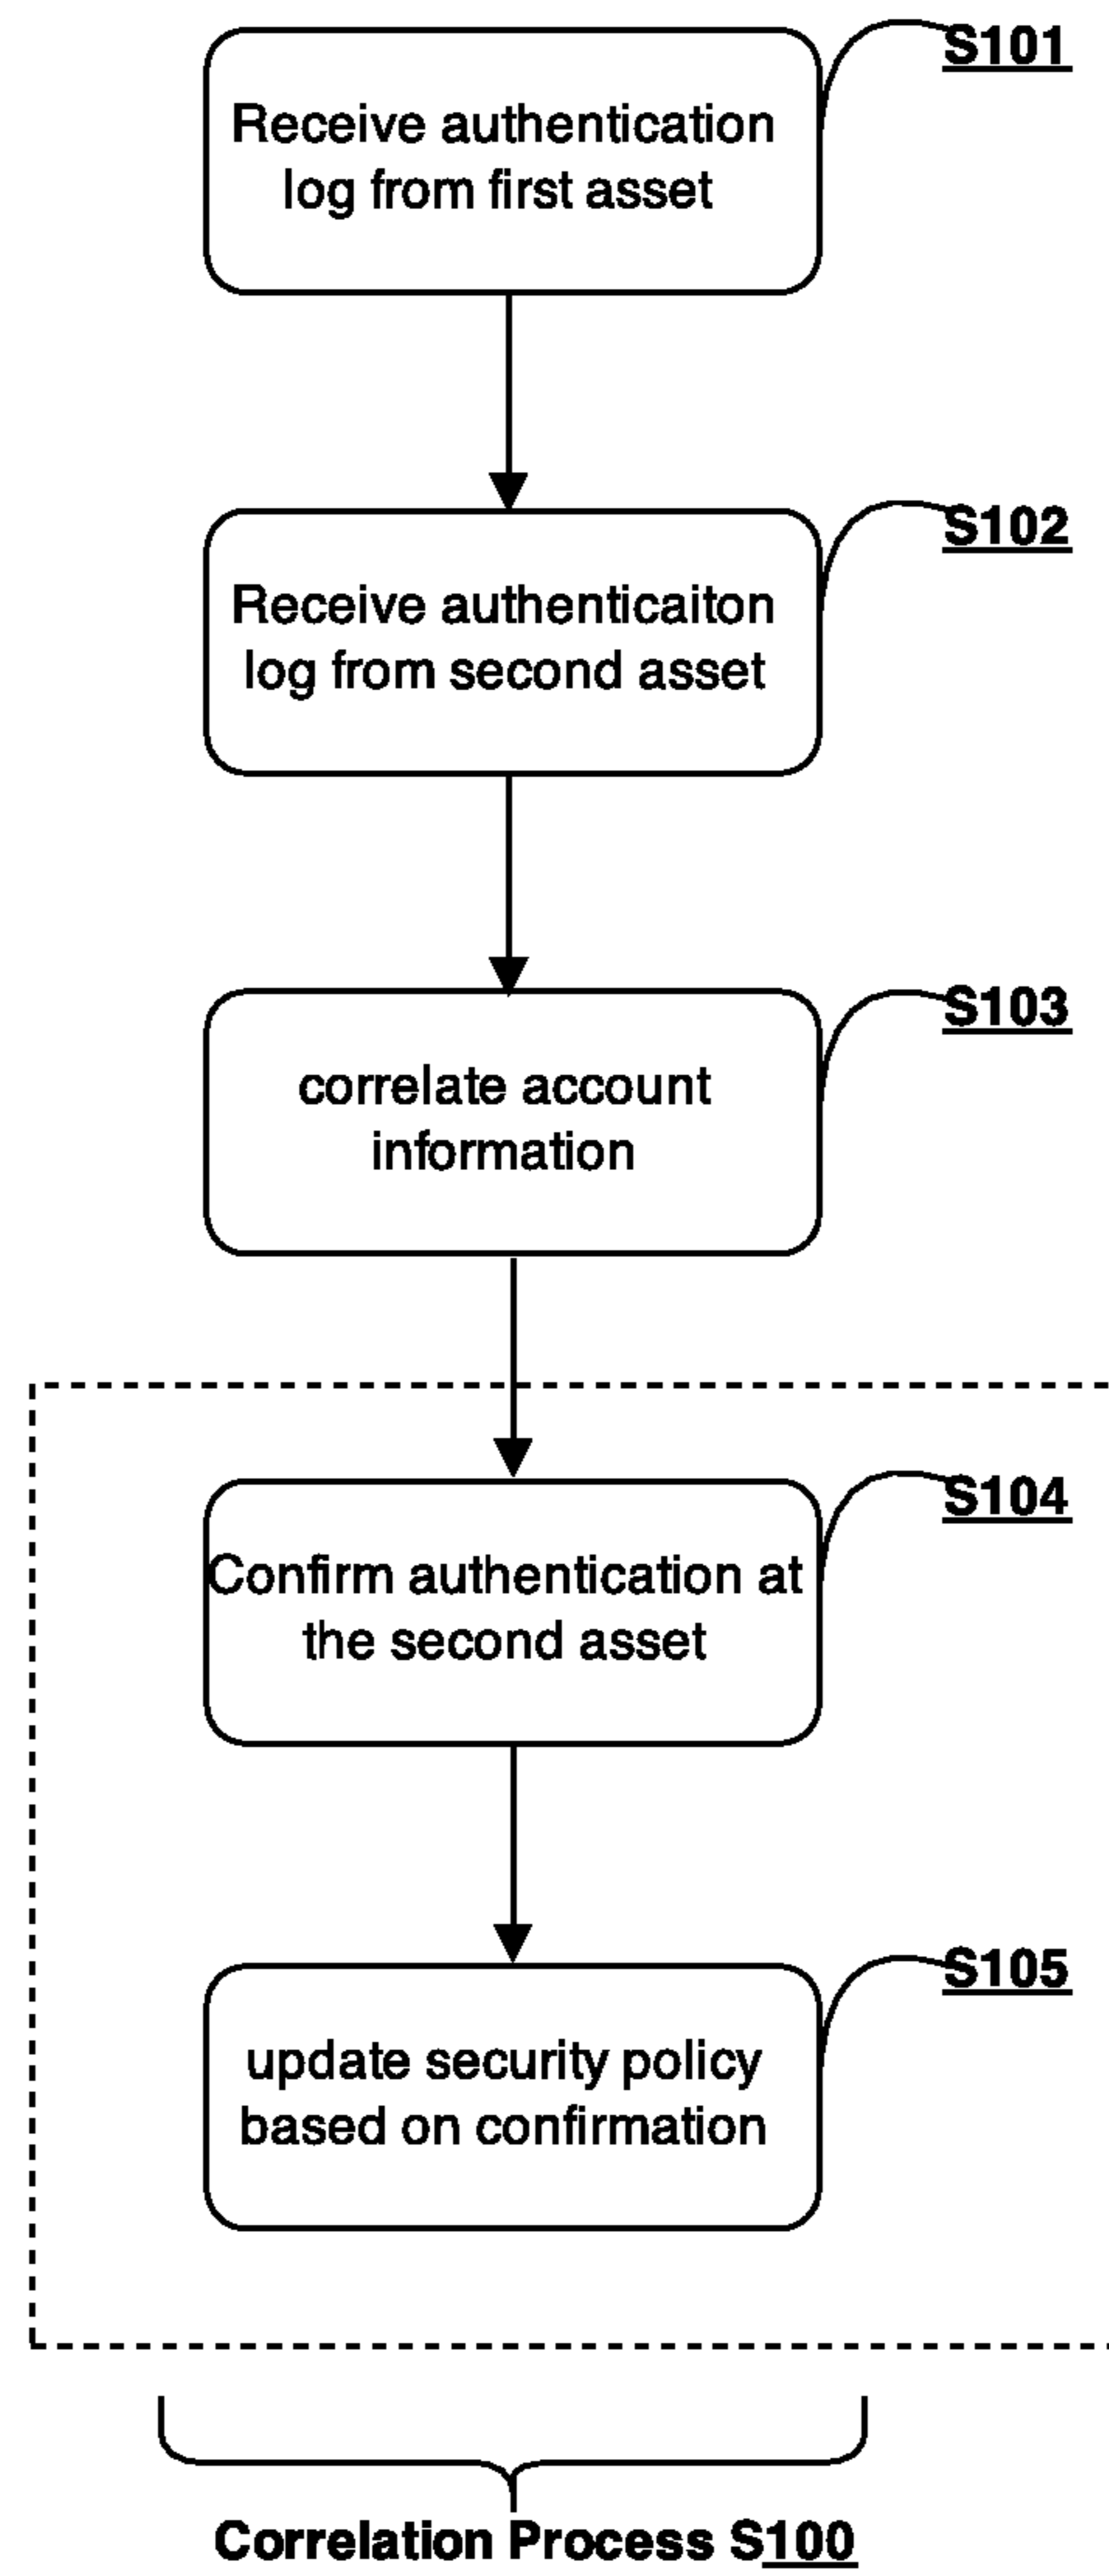 S101
Receive authentication
log from first asset
S102
Receive authenticaiton
log from second asset
S103
correlate account
information
S104
Confirm authentication at
the second asset
S105
update security policy
based on confirmation
Correlation Process S100